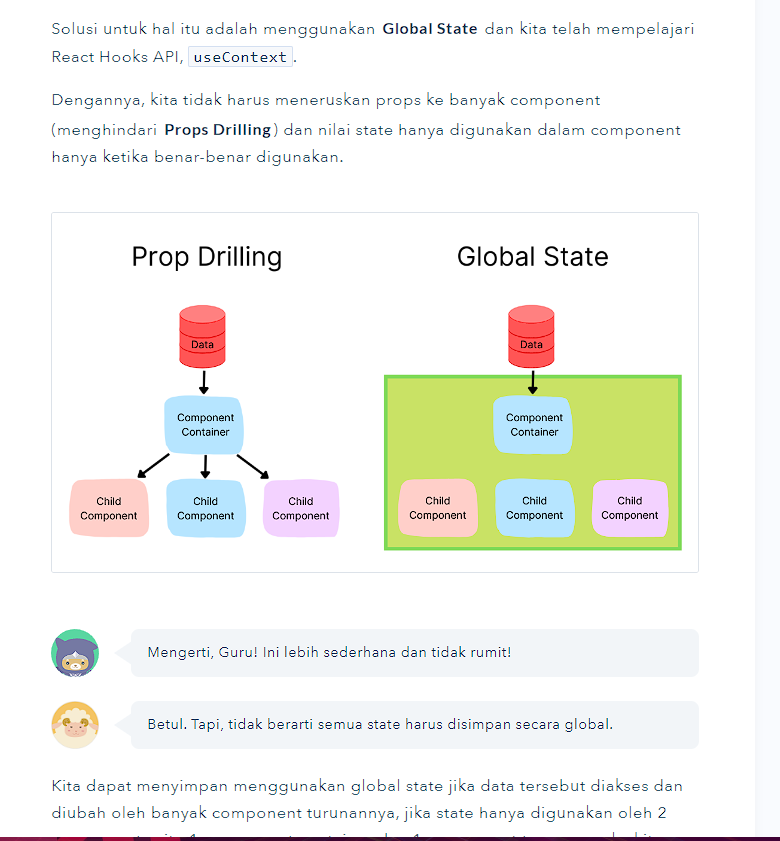 Solusi untuk hal itu adalah menggunakan Global State dan kita telah mempelajari
React Hooks API, useContext.
Dengannya, kita tidak harus meneruskan props ke banyak component
(menghindari Props Drilling) dan nilai state hanya digunakan dalam component
hanya ketika benar-benar digunakan.
Prop Drilling
Data
Component
Container
Child
Component
Child
Component
Child
Component
Global State
Data
Component
Container
Child
Component
Child
Component
Child
Component
Mengerti, Guru! Ini lebih sederhana dan tidak rumit!
Betul. Tapi, tidak berarti semua state harus disimpan secara global.
Kita dapat menyimpan menggunakan global state jika data tersebut diakses dan
diubah oleh banyak component turunannya, jika state hanya digunakan oleh 2